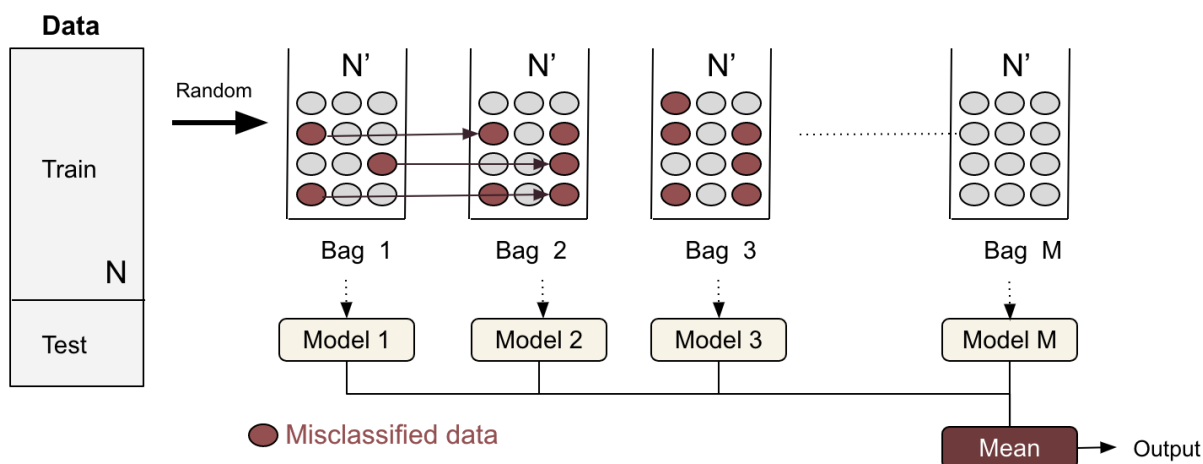 Data
Train
N
Test
Random
N’ N’ N’ N’
Bag 1 Bag 2 Bag 3 Bag M
Model 1 Model 2 Model 3 Model M
Misclassified data
Mean
Output